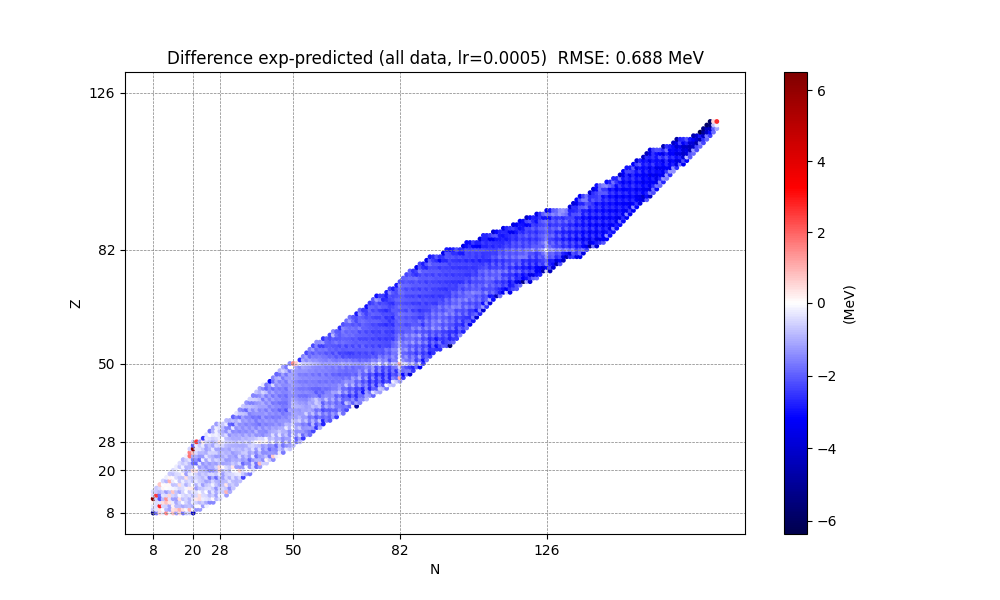 Difference exp-predicted (all data, lr=0.0005)  RMSE: 0.688 MeV
126
82
50
28
20
8
Z
8 20 28 50 82 126
N
6
4
2
0
−2
−4
−6
(MeV)